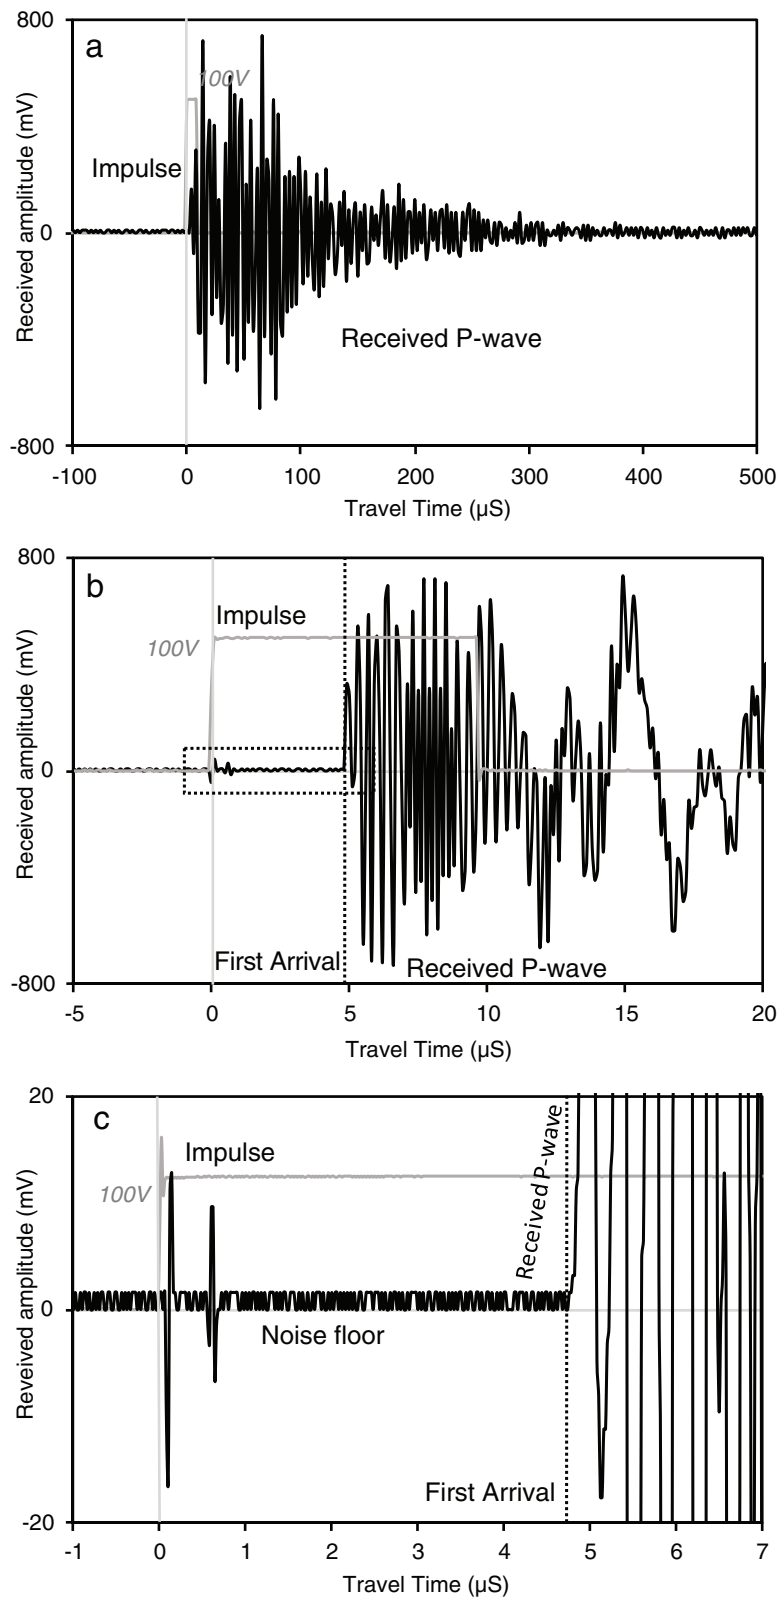 800
a
100V
Impulse
Received amplitude (mV)
0
Received P-wave
-800
-100 0 100 200 300 400 500
Travel Time (µS)
800
b
Impulse
100V
Received amplitude (mV)
0
First Arrival
Received P-wave
-800
-5 0 5 10 15 20
Travel Time (µS)
20
c
Impulse
100V
Received P-wave
Reveived amplitude (mV)
0
Noise floor
First Arrival
-20
-1 0 1 2 3 4 5 6 7
Travel Time (µS)